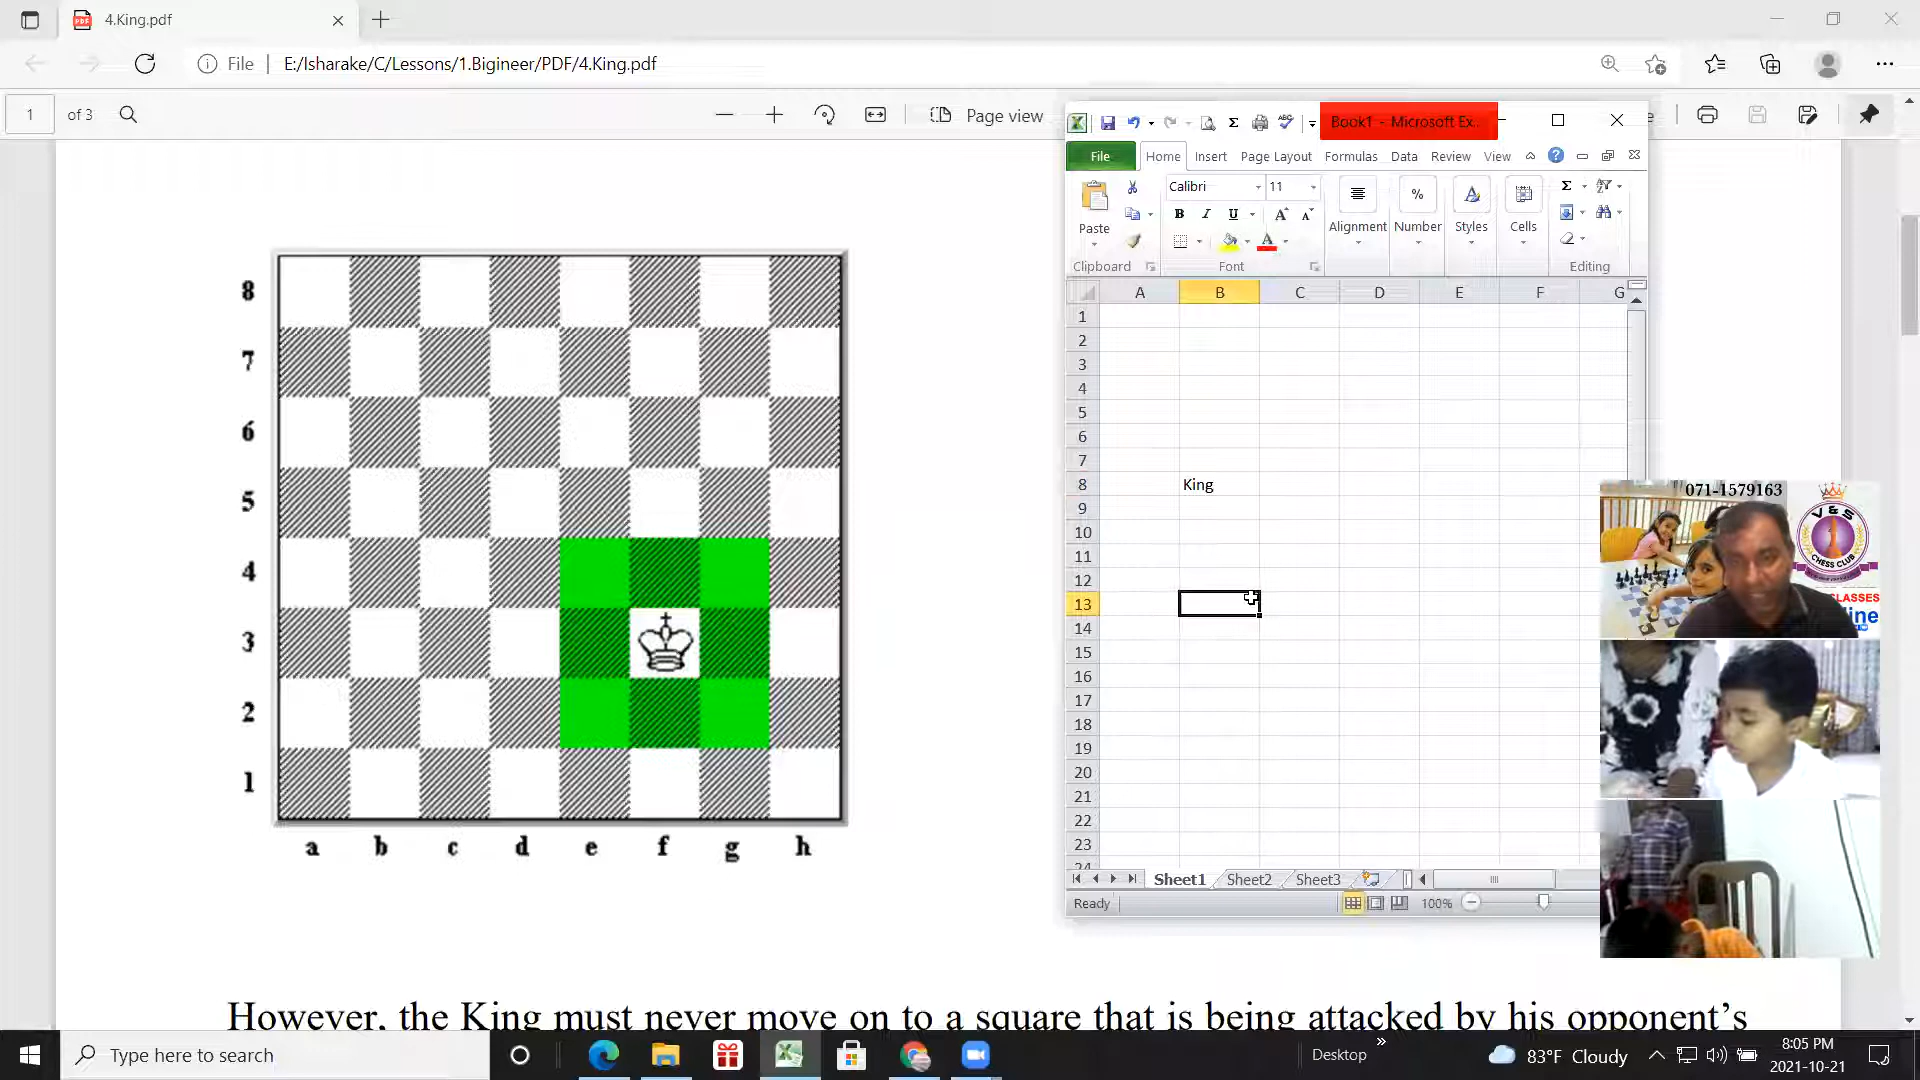 4.King.pdf
File
E:/Isharake/C/Lessons/1.Bigineer/PDF/4.King.pdf
1 of 3
Page view
Book1 - Microsoft Ex...
File Home Insert Page Layout Formulas Data Review View
Paste
Calibri 11
B I U A A
Alignment Number Styles Cells
Clipboard Font Editing
A B C D E F G
1
2
3
4
5
6
7
8 King
9
10
11
12
13
14
15
16
17
18
19
20
21
22
23
24
Sheet1 Sheet2 Sheet3
Ready
100%
8
7
6
5
4
3
2
1
a b c d e f g h
071-1579163
V & S
CHESS CLUB
CLASSES
However, the King must never move on to a square that is being attacked by his opponent's
Type here to search
Desktop
83°F Cloudy
8:05 PM
2021-10-21